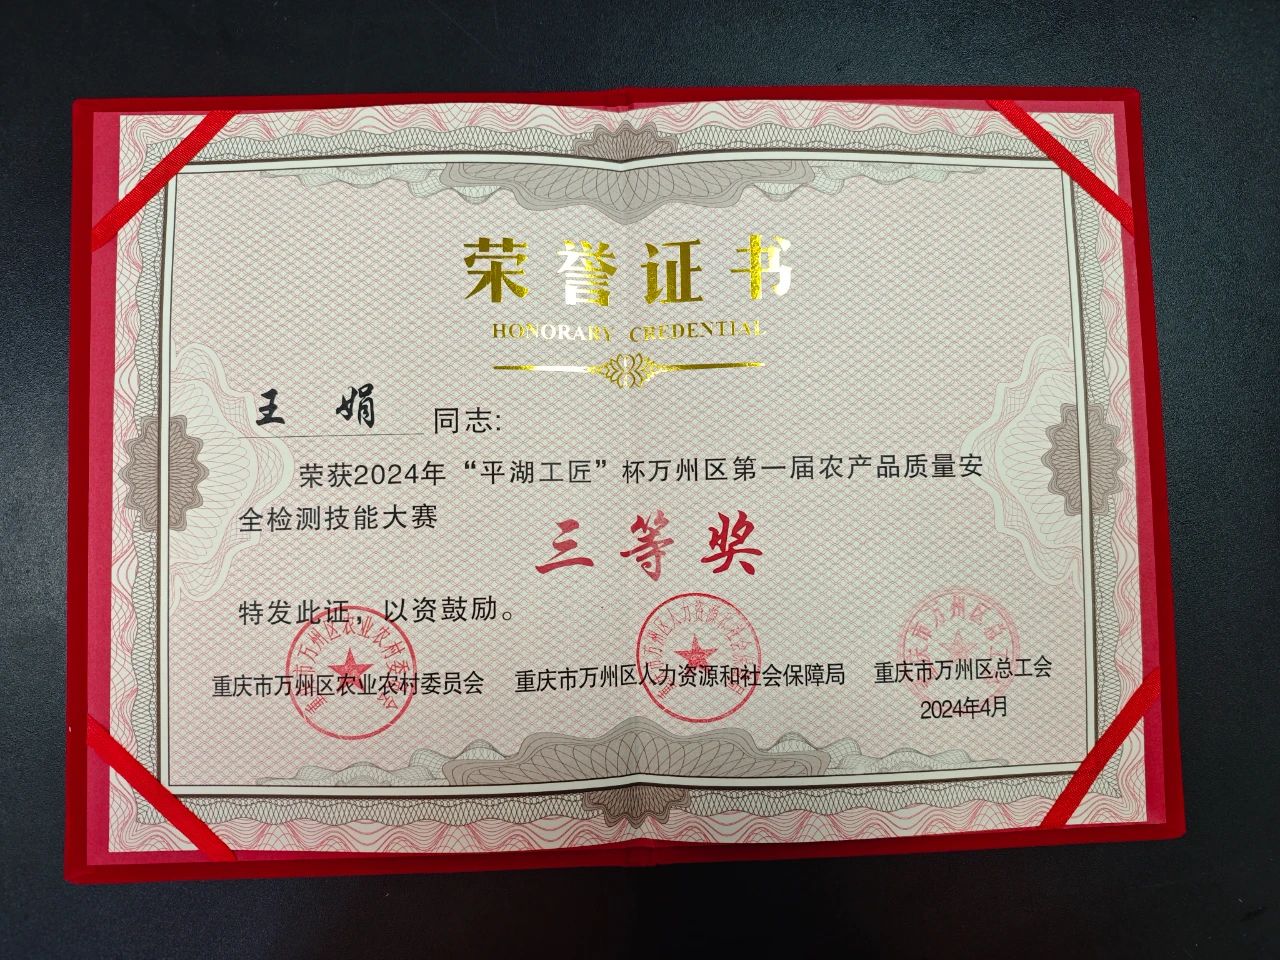 荣誉证书
HONORARY CREDENTIAL
王 娟 同志:
荣获2024年“平湖工匠”杯万州区第一届农产品质量安
全检测技能大赛
三等奖
特发此证，以资鼓励。
重庆市万州区农业农村委员会 重庆市万州区人力资源和社会保障局 重庆市万州区总工会
2024年4月